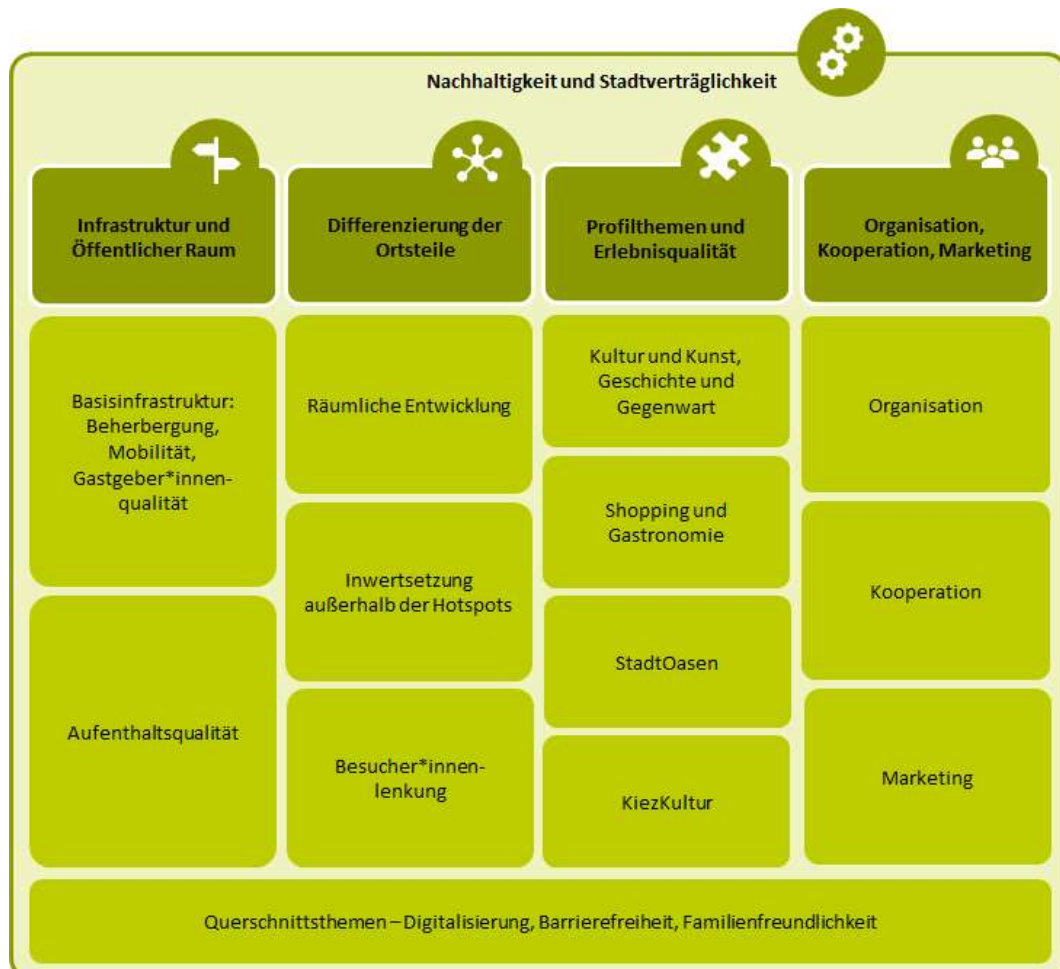 Nachhaltigkeit und Stadtverträglichkeit
Infrastruktur und
Öffentlicher Raum
Basisinfrastruktur:
Beherbergung,
Mobilität,
Gastgeber*innen-
qualität
Aufenthaltsqualität
Differenzierung der
Ortsteile
Räumliche Entwicklung
Inwertsetzung
außerhalb der Hotspots
Besucher*innen-
lenkung
Profilthemen und
Erlebnisqualität
Kultur und Kunst,
Geschichte und
Gegenwart
Shopping und
Gastronomie
StadtOasen
KiezKultur
Organisation,
Kooperation, Marketing
Organisation
Kooperation
Marketing
Querschnittsthemen – Digitalisierung, Barrierefreiheit, Familienfreundlichkeit